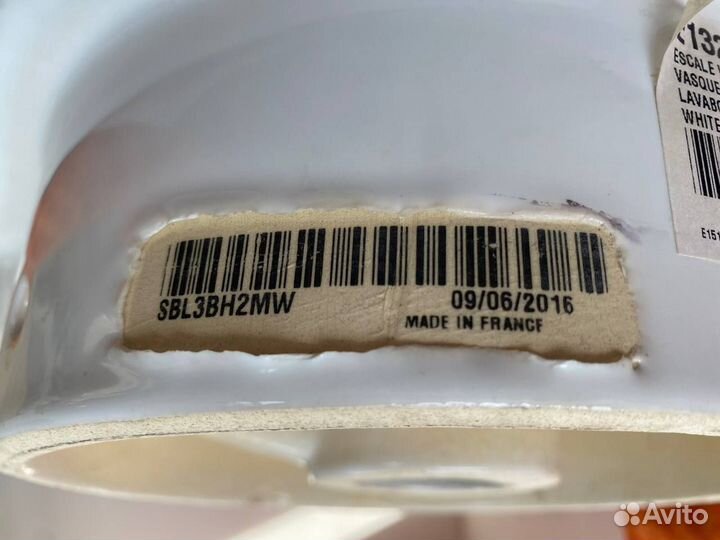 ESCALE
VASQUE
LAVABO
WHITE
SBL3BH2MW
09/06/2016
MADE IN FRANCE
Avito